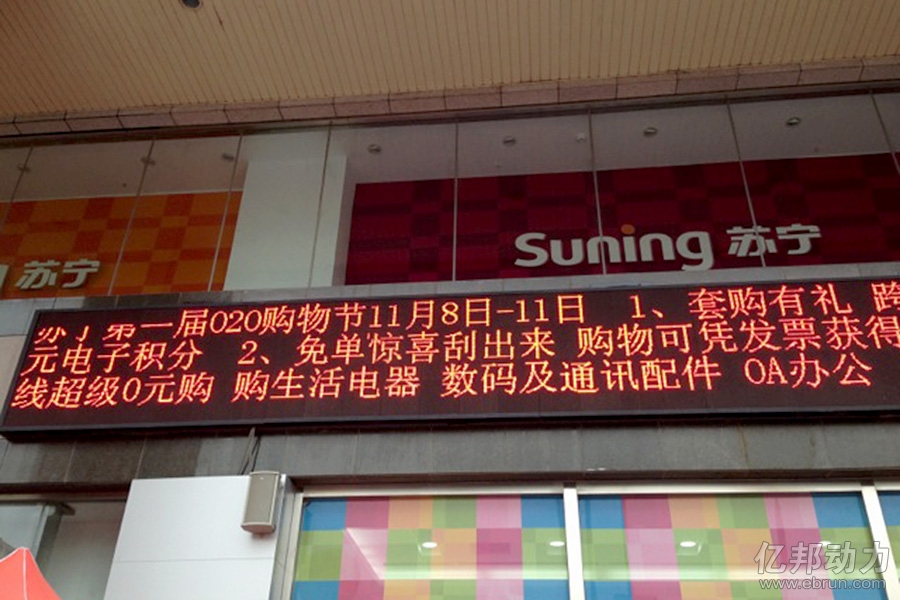 苏宁
Suning 苏宁
苏宁第一届O2O购物节11月8日-11日 1、套购有礼 跨
元电子积分 2、免单惊喜刮出来 购物可凭发票获得
线超级0元购 购生活电器 数码及通讯配件 OA办公
亿邦动力
www.ebrun.com